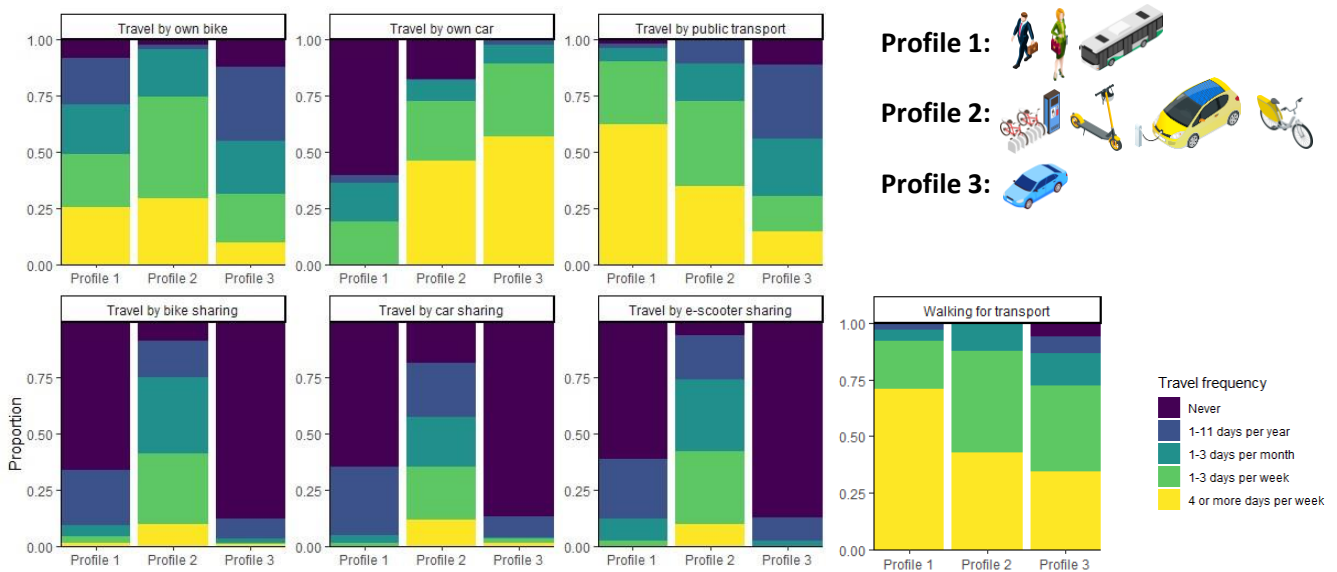 Travel by own bike
Travel by own car
Travel by public transport
1.00
0.75
0.50
0.25
0.00
Profile 1 Profile 2 Profile 3
1.00
0.75
0.50
0.25
0.00
Profile 1 Profile 2 Profile 3
1.00
0.75
0.50
0.25
0.00
Profile 1 Profile 2 Profile 3
Profile 1:
Profile 2:
Profile 3:
Travel by bike sharing
Travel by car sharing
Travel by e-scooter sharing
Walking for transport
Proportion
0.75
0.50
0.25
0.00
Profile 1 Profile 2 Profile 3
0.75
0.50
0.25
0.00
Profile 1 Profile 2 Profile 3
0.75
0.50
0.25
0.00
Profile 1 Profile 2 Profile 3
1.00
0.75
0.50
0.25
0.00
Profile 1 Profile 2 Profile 3
Travel frequency
Never
1-11 days per year
1-3 days per month
1-3 days per week
4 or more days per week